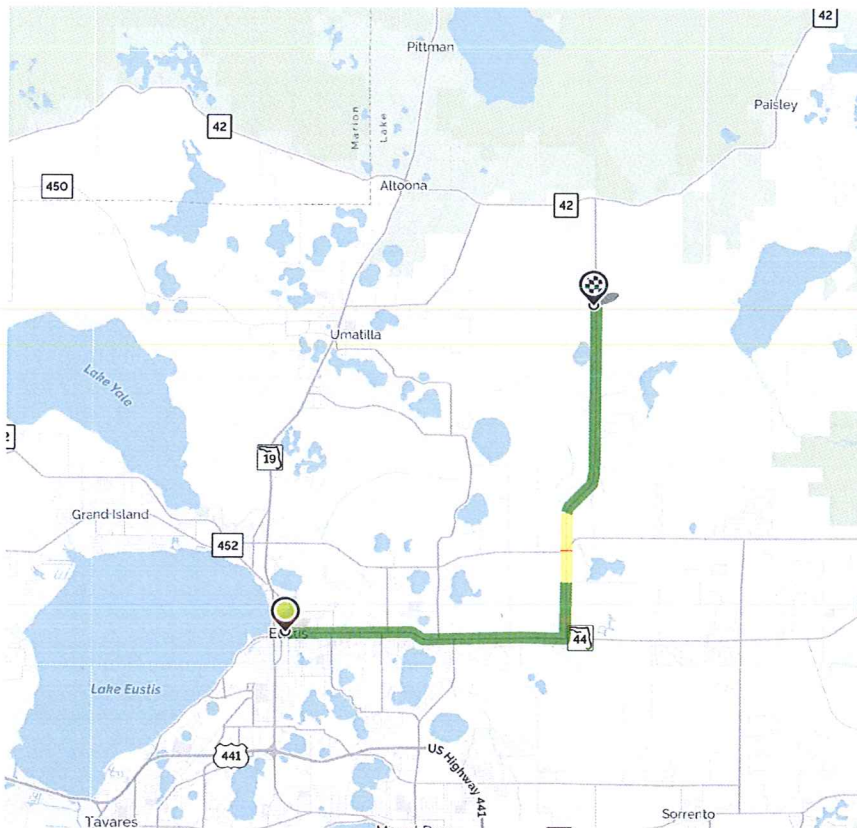 42
Pittman
Paisley
42
Marion
Lake
450
Altoona
42
Umatilla
Lake Yale
19
Grand Island
452
Eustis
44
Lake Eustis
441
US Highway 441
Sorrento
Tavares